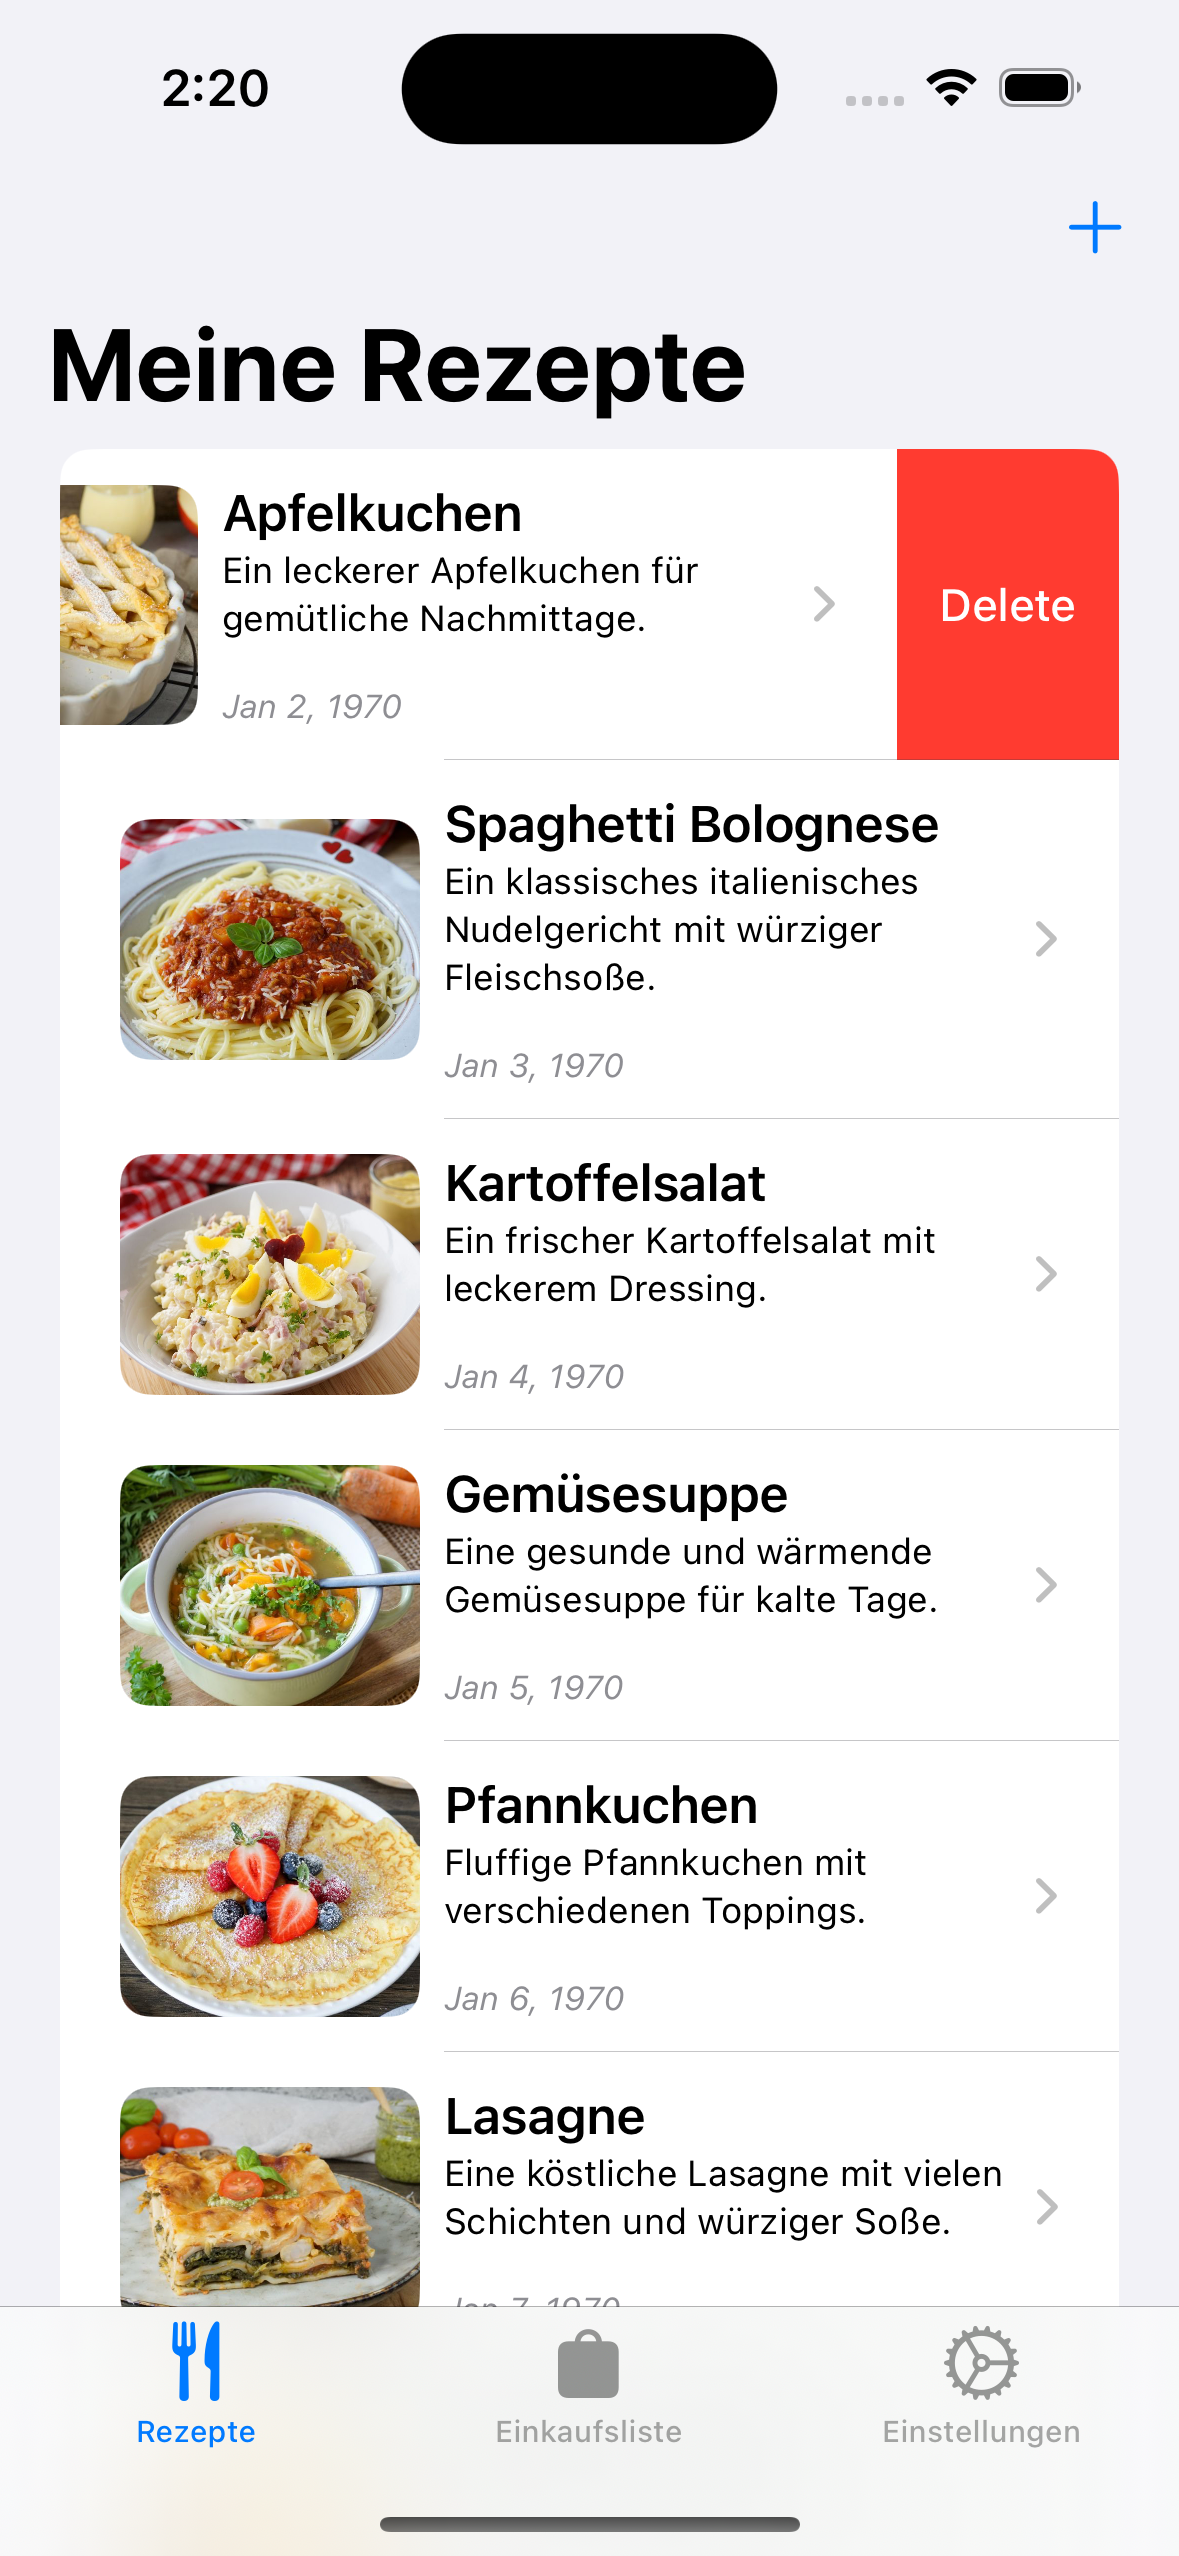 2:20
Meine Rezepte
Apfelkuchen
Ein leckerer Apfelkuchen für
gemütliche Nachmittage.
Jan 2, 1970
Delete
Spaghetti Bolognese
Ein klassisches italienisches
Nudelgericht mit würziger
Fleischsoße.
Jan 3, 1970
Kartoffelsalat
Ein frischer Kartoffelsalat mit
leckerem Dressing.
Jan 4, 1970
Gemüsesuppe
Eine gesunde und wärmende
Gemüsesuppe für kalte Tage.
Jan 5, 1970
Pfannkuchen
Fluffige Pfannkuchen mit
verschiedenen Toppings.
Jan 6, 1970
Lasagne
Eine köstliche Lasagne mit vielen
Schichten und würziger Soße.
Jan 7, 1970
Rezepte
Einkaufsliste
Einstellungen